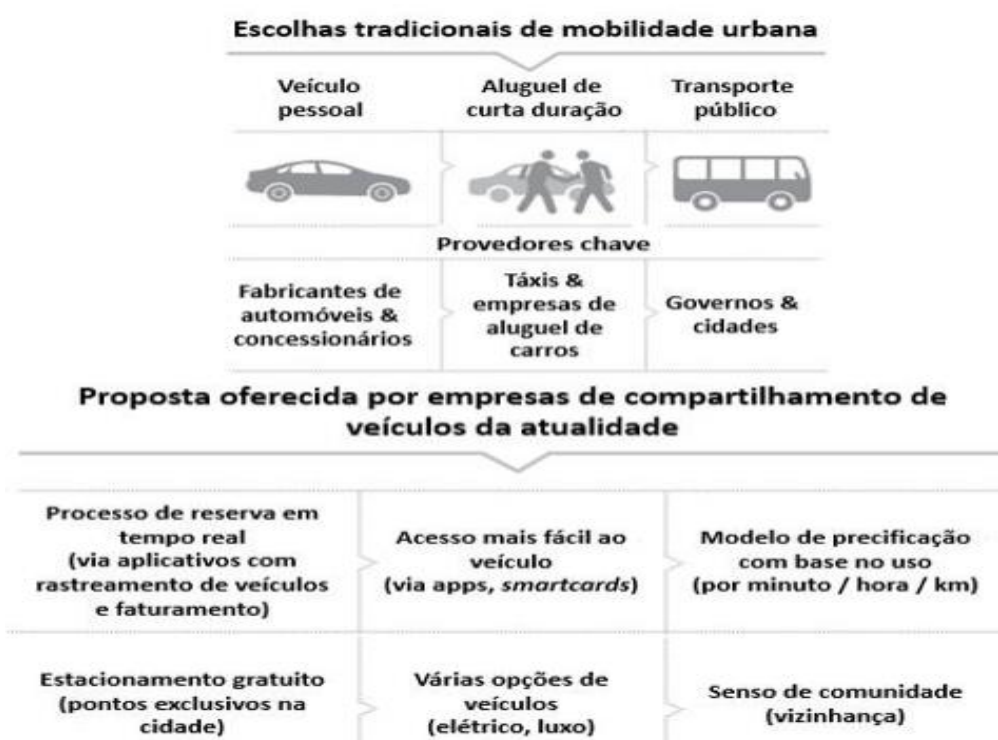 Escolhas tradicionais de mobilidade urbana
Veículo
pessoal
Aluguel de
curta duração
Transporte
público
Provedores chave
Fabricantes de
automóveis &
concessionários
Táxis &
empresas de
aluguel de
carros
Governos &
cidades
Proposta oferecida por empresas de compartilhamento de
veículos da atualidade
Processo de reserva em
tempo real
(via aplicativos com
rastreamento de veículos
e faturamento)
Acesso mais fácil ao
veículo
(via apps, smartcards)
Modelo de precificação
com base no uso
(por minuto / hora / km)
Estacionamento gratuito
(pontos exclusivos na
cidade)
Várias opções de
veículos
(elétrico, luxo)
Senso de comunidade
(vizinhança)